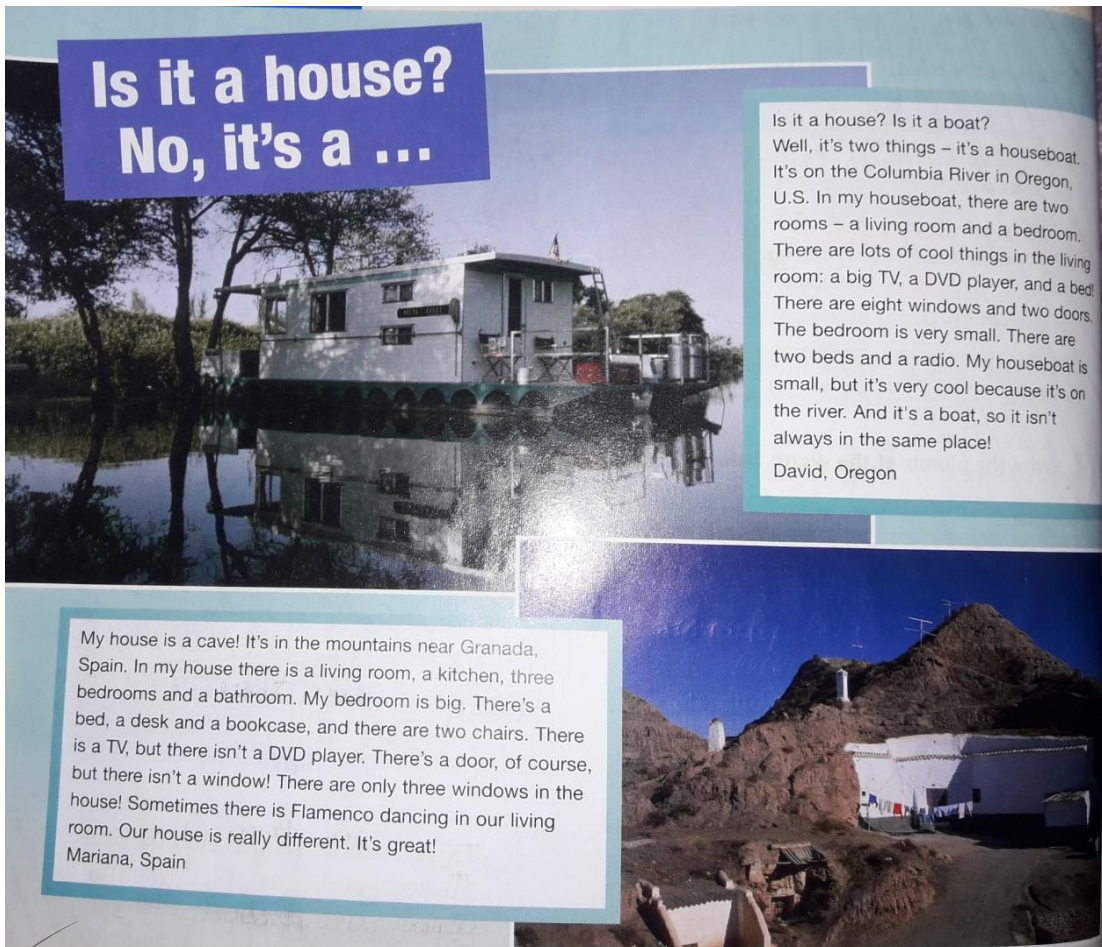 Is it a house?
No, it's a ...
Is it a house? Is it a boat?
Well, it's two things – it's a houseboat.
It's on the Columbia River in Oregon,
U.S. In my houseboat, there are two
rooms – a living room and a bedroom.
There are lots of cool things in the living
room: a big TV, a DVD player, and a bed!
There are eight windows and two doors.
The bedroom is very small. There are
two beds and a radio. My houseboat is
small, but it's very cool because it's on
the river. And it's a boat, so it isn't
always in the same place!
David, Oregon
My house is a cave! It's in the mountains near Granada,
Spain. In my house there is a living room, a kitchen, three
bedrooms and a bathroom. My bedroom is big. There's a
bed, a desk and a bookcase, and there are two chairs. There
is a TV, but there isn't a DVD player. There's a door, of course,
but there isn't a window! There are only three windows in the
house! Sometimes there is Flamenco dancing in our living
room. Our house is really different. It's great!
Mariana, Spain